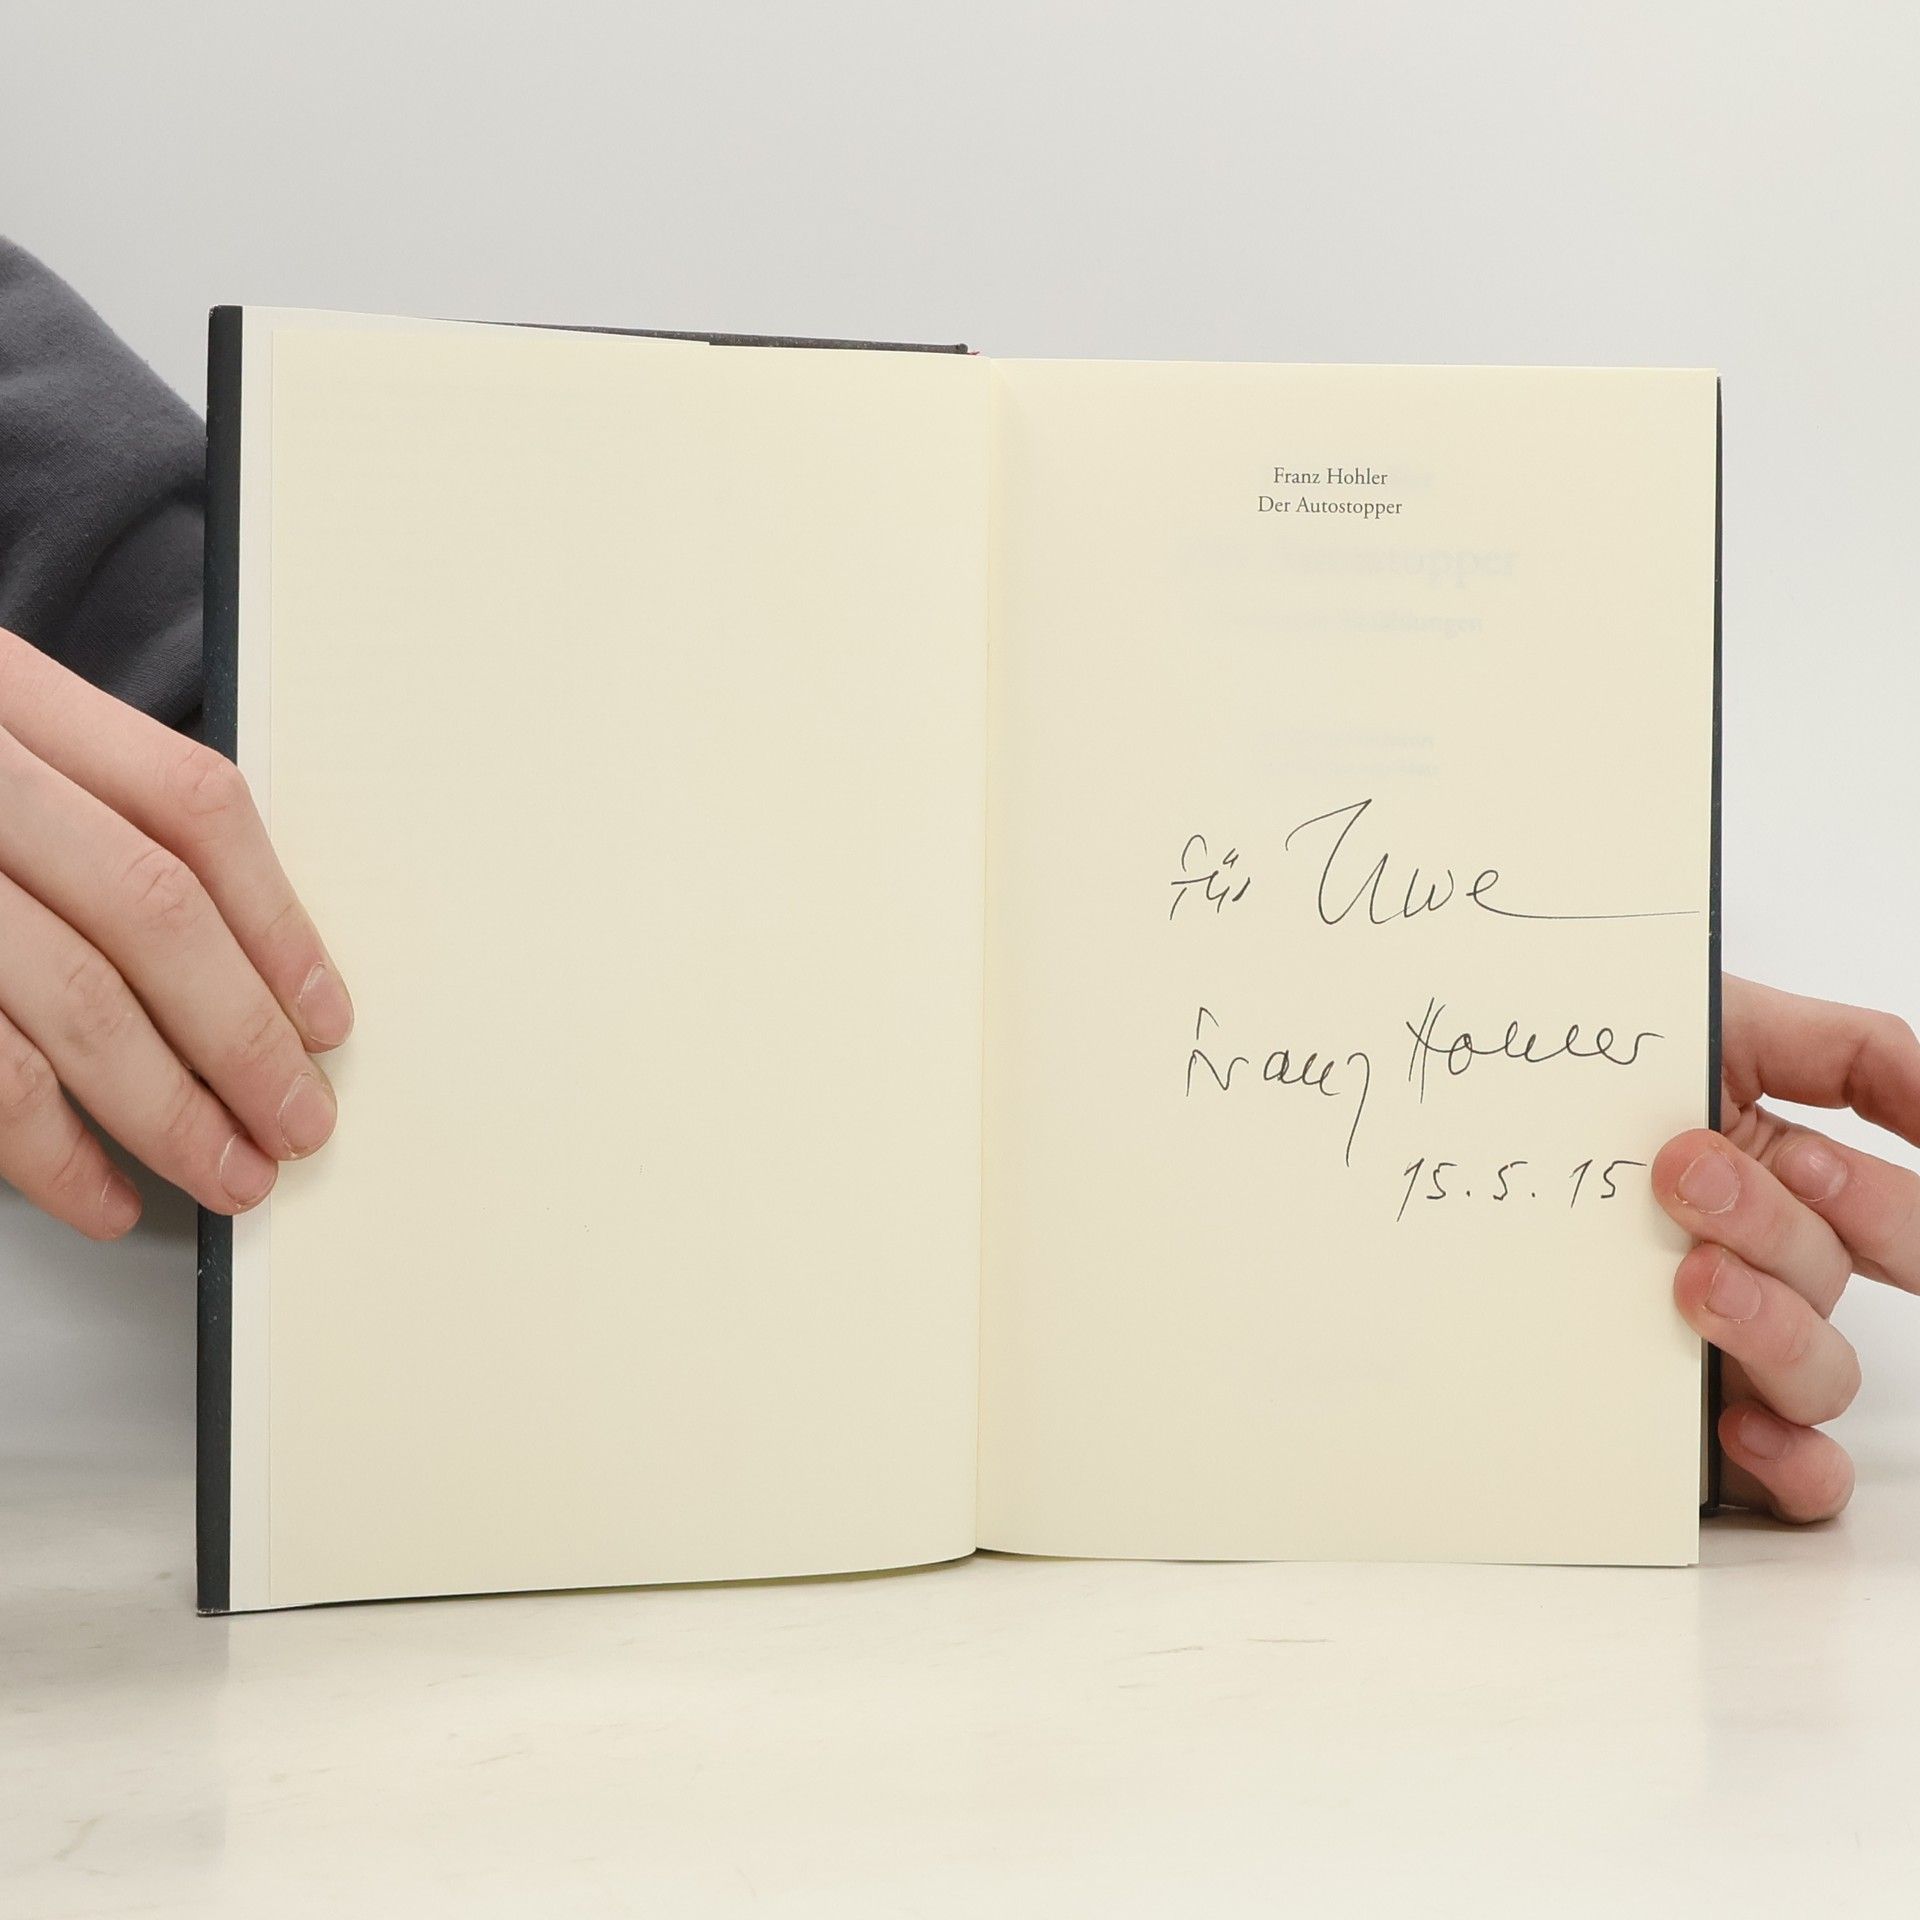 Franz Hohler
Der Autostopper
für Uwe
Franz Hohler
15.5.15